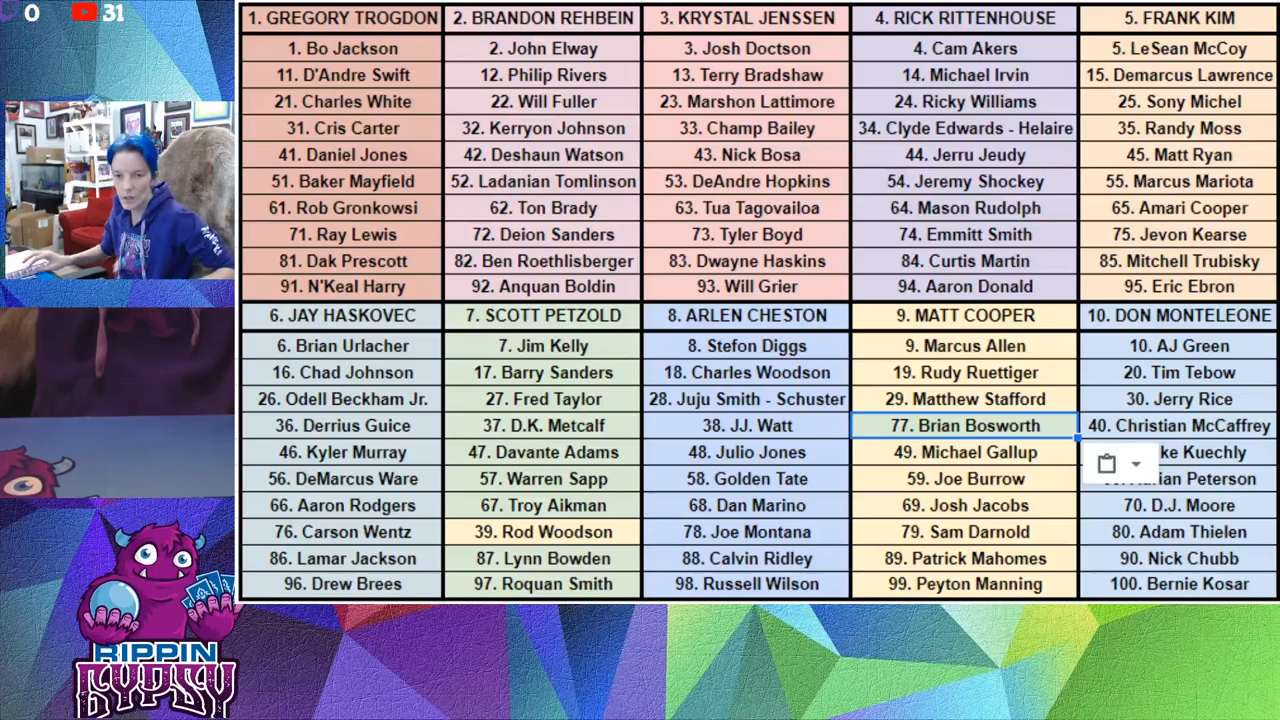 0 31
1. GREGORY TROGDON 2. BRANDON REHBEIN 3. KRYSTAL JENSSEN 4. RICK RITTENHOUSE 5. FRANK KIM
1. Bo Jackson 2. John Elway 3. Josh Doctson 4. Cam Akers 5. LeSean McCoy
11. D'Andre Swift 12. Philip Rivers 13. Terry Bradshaw 14. Michael Irvin 15. Demarcus Lawrence
21. Charles White 22. Will Fuller 23. Marshon Lattimore 24. Ricky Williams 25. Sony Michel
31. Cris Carter 32. Kerryon Johnson 33. Champ Bailey 34. Clyde Edwards - Helaire 35. Randy Moss
41. Daniel Jones 42. Deshaun Watson 43. Nick Bosa 44. Jerru Jeudy 45. Matt Ryan
51. Baker Mayfield 52. Ladanian Tomlinson 53. DeAndre Hopkins 54. Jeremy Shockey 55. Marcus Mariota
61. Rob Gronkowsi 62. Ton Brady 63. Tua Tagovailoa 64. Mason Rudolph 65. Amari Cooper
71. Ray Lewis 72. Deion Sanders 73. Tyler Boyd 74. Emmitt Smith 75. Jevon Kearse
81. Dak Prescott 82. Ben Roethlisberger 83. Dwayne Haskins 84. Curtis Martin 85. Mitchell Trubisky
91. N'Keal Harry 92. Anquan Boldin 93. Will Grier 94. Aaron Donald 95. Eric Ebron
6. JAY HASKOVEC 7. SCOTT PETZOLD 8. ARLEN CHESTON 9. MATT COOPER 10. DON MONTELEONE
6. Brian Urlacher 7. Jim Kelly 8. Stefon Diggs 9. Marcus Allen 10. AJ Green
16. Chad Johnson 17. Barry Sanders 18. Charles Woodson 19. Rudy Ruettiger 20. Tim Tebow
26. Odell Beckham Jr. 27. Fred Taylor 28. Juju Smith - Schuster 29. Matthew Stafford 30. Jerry Rice
36. Derrius Guice 37. D.K. Metcalf 38. JJ. Watt 77. Brian Bosworth 40. Christian McCaffrey
46. Kyler Murray 47. Davante Adams 48. Julio Jones 49. Michael Gallup Kuechly
56. DeMarcus Ware 57. Warren Sapp 58. Golden Tate 59. Joe Burrow Peterson
66. Aaron Rodgers 67. Troy Aikman 68. Dan Marino 69. Josh Jacobs 70. D.J. Moore
76. Carson Wentz 39. Rod Woodson 78. Joe Montana 79. Sam Darnold 80. Adam Thielen
86. Lamar Jackson 87. Lynn Bowden 88. Calvin Ridley 89. Patrick Mahomes 90. Nick Chubb
96. Drew Brees 97. Roquan Smith 98. Russell Wilson 99. Peyton Manning 100. Bernie Kosar
RIPPIN
GYPSY